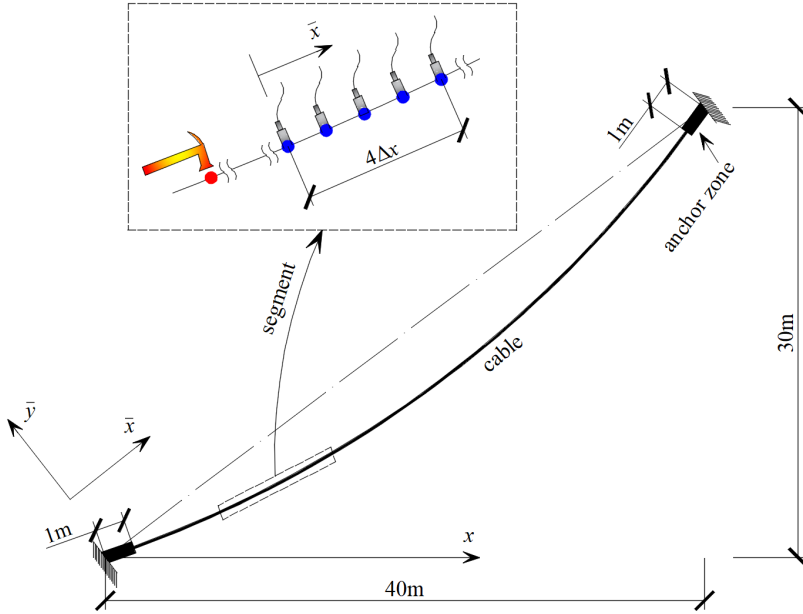 x̄
4Δx
1m
anchor zone
segment
cable
30m
ȳ
x̄
1m
x
40m